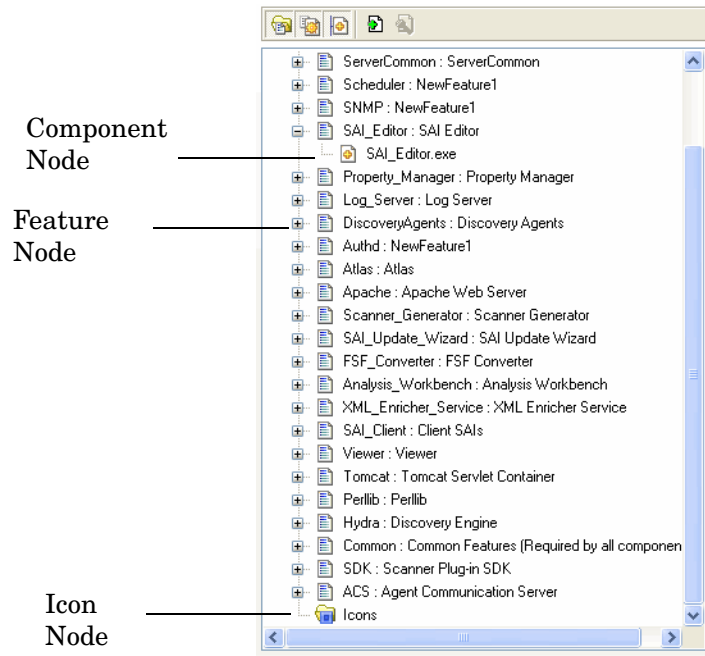 ServerCommon : ServerCommon
Scheduler : NewFeature1
SNMP : NewFeature1
Component
Node
SAI_Editor : SAI Editor
SAI_Editor.exe
Property_Manager : Property Manager
Log_Server : Log Server
Feature
Node
DiscoveryAgents : Discovery Agents
Authd : NewFeature1
Atlas : Atlas
Apache : Apache Web Server
Scanner_Generator : Scanner Generator
SAI_Update_Wizard : SAI Update Wizard
FSF_Converter : FSF Converter
Analysis_Workbench : Analysis Workbench
XML_Enricher_Service : XML Enricher Service
SAI_Client : Client SAIs
Viewer : Viewer
Tomcat : Tomcat Servlet Container
Perllib : Perllib
Hydra : Discovery Engine
Common : Common Features (Required by all componen
SDK : Scanner Plug-in SDK
ACS : Agent Communication Server
Icon
Node
Icons